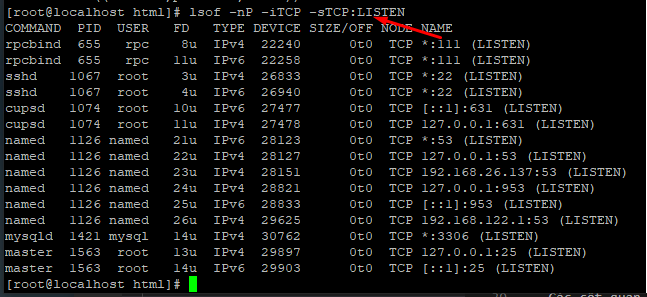 [root@localhost html]# lsof -nP -iTCP -sTCP:LISTEN
COMMAND PID USER FD TYPE DEVICE SIZE/OFF NODE NAME
rpcbind 655 rpc 8u IPv4 22240 0t0 TCP *:111 (LISTEN)
rpcbind 655 rpc 11u IPv6 22258 0t0 TCP *:111 (LISTEN)
sshd 1067 root 3u IPv4 26833 0t0 TCP *:22 (LISTEN)
sshd 1067 root 4u IPv6 26940 0t0 TCP *:22 (LISTEN)
cupsd 1074 root 10u IPv6 27477 0t0 TCP [::1]:631 (LISTEN)
cupsd 1074 root 11u IPv4 27478 0t0 TCP 127.0.0.1:631 (LISTEN)
named 1126 named 21u IPv6 28123 0t0 TCP *:53 (LISTEN)
named 1126 named 22u IPv4 28127 0t0 TCP 127.0.0.1:53 (LISTEN)
named 1126 named 23u IPv4 28151 0t0 TCP 192.168.26.137:53 (LISTEN)
named 1126 named 24u IPv4 28821 0t0 TCP 127.0.0.1:953 (LISTEN)
named 1126 named 25u IPv6 28833 0t0 TCP [::1]:953 (LISTEN)
named 1126 named 26u IPv4 29625 0t0 TCP 192.168.122.1:53 (LISTEN)
mysqld 1421 mysql 14u IPv4 30762 0t0 TCP *:3306 (LISTEN)
master 1563 root 13u IPv4 29897 0t0 TCP 127.0.0.1:25 (LISTEN)
master 1563 root 14u IPv6 29903 0t0 TCP [::1]:25 (LISTEN)
[root@localhost html]#